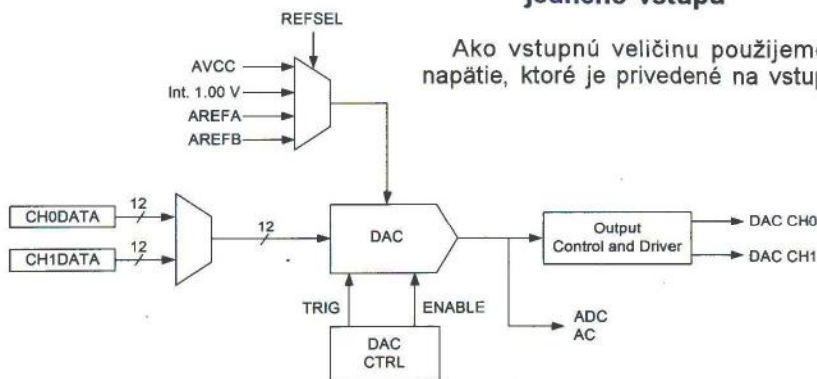 jedného vstupu
Ako vstupnú veličinu použijeme
napätie, ktoré je privedené na vstup
REFSEL
AVCC
Int. 1.00 V
AREFA
AREFB
CH0DATA
12
CH1DATA
12
12
DAC
Output
Control and Driver
DAC CH0
DAC CH1
TRIG
ENABLE
ADC
AC
DAC
CTRL